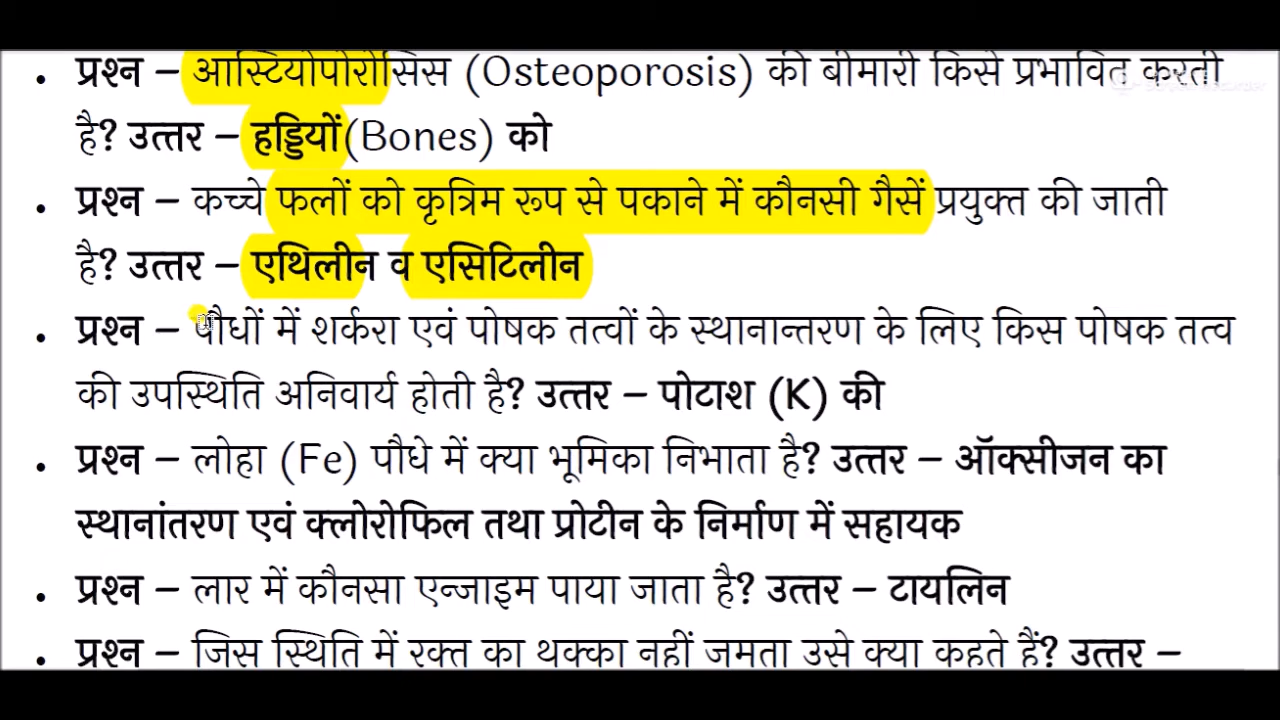 • प्रश्न – आस्टियोपोरोसिस (Osteoporosis) की बीमारी किसे प्रभावित करती
है? उत्तर – हड्डियों(Bones) को
• प्रश्न – कच्चे फलों को कृत्रिम रूप से पकाने में कौनसी गैसें प्रयुक्त की जाती
है? उत्तर – एथिलीन व एसिटिलीन
• प्रश्न – पौधों में शर्करा एवं पोषक तत्वों के स्थानान्तरण के लिए किस पोषक तत्व
की उपस्थिति अनिवार्य होती है? उत्तर – पोटाश (K) की
• प्रश्न – लोहा (Fe) पौधे में क्या भूमिका निभाता है? उत्तर – ऑक्सीजन का
स्थानांतरण एवं क्लोरोफिल तथा प्रोटीन के निर्माण में सहायक
• प्रश्न – लार में कौनसा एन्जाइम पाया जाता है? उत्तर – टायलिन
• प्रश्न – जिस स्थिति में रक्त का थक्का नहीं जमता उसे क्या कहते हैं? उत्तर –